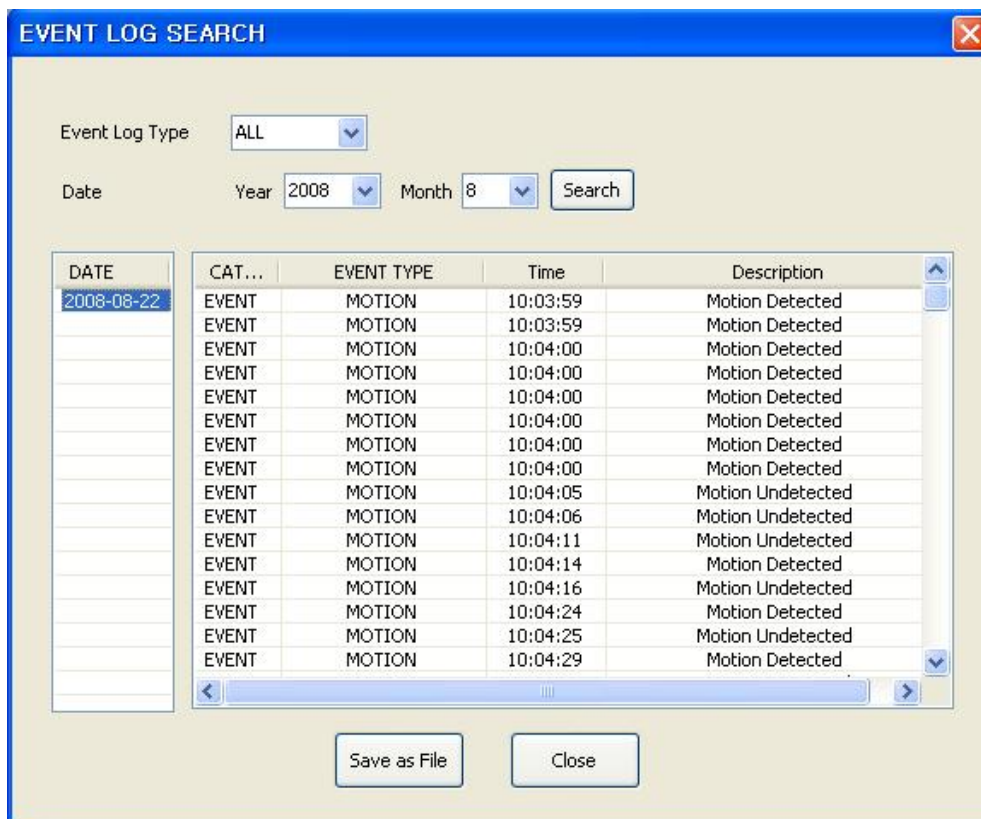 EVENT LOG SEARCH
Event Log Type ALL
Date Year 2008 Month 8 Search
DATE CAT... EVENT TYPE Time Description
2008-08-22 EVENT MOTION 10:03:59 Motion Detected
EVENT MOTION 10:03:59 Motion Detected
EVENT MOTION 10:04:00 Motion Detected
EVENT MOTION 10:04:00 Motion Detected
EVENT MOTION 10:04:00 Motion Detected
EVENT MOTION 10:04:00 Motion Detected
EVENT MOTION 10:04:00 Motion Detected
EVENT MOTION 10:04:00 Motion Detected
EVENT MOTION 10:04:05 Motion Undetected
EVENT MOTION 10:04:06 Motion Undetected
EVENT MOTION 10:04:11 Motion Undetected
EVENT MOTION 10:04:14 Motion Detected
EVENT MOTION 10:04:16 Motion Undetected
EVENT MOTION 10:04:24 Motion Detected
EVENT MOTION 10:04:25 Motion Undetected
EVENT MOTION 10:04:29 Motion Detected
Save as File Close